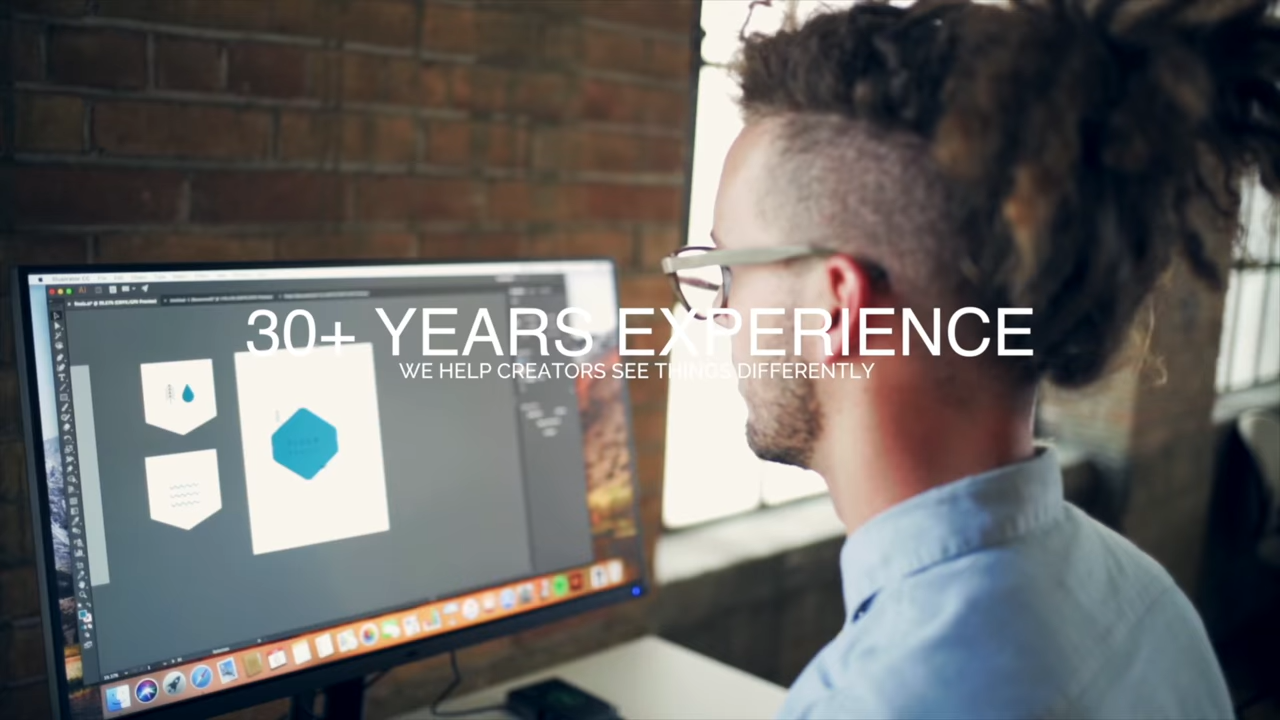 30+ YEARS EXPERIENCE
WE HELP CREATORS SEE THINGS DIFFERENTLY